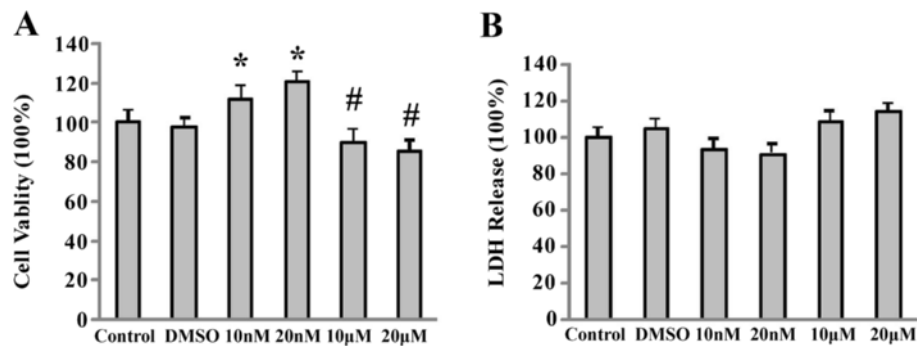 A
Cell Vablity (100%)
140
120
100
80
60
40
20
0
* * # #
Control DMSO 10nM 20nM 10μM 20μM
B
LDH Release (100%)
140
120
100
80
60
40
20
0
Control DMSO 10nM 20nM 10μM 20μM